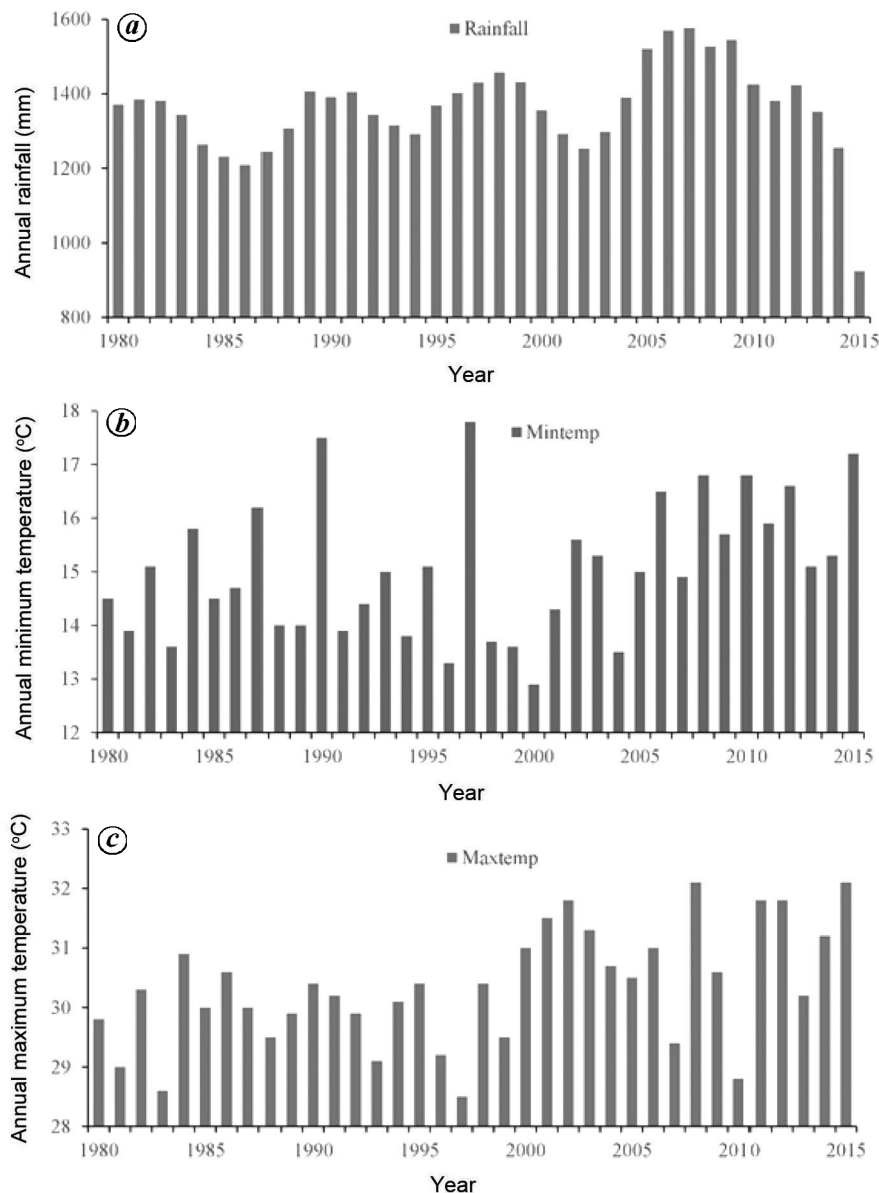 a
Rainfall
Annual rainfall (mm)
1600
1400
1200
1000
800
1980 1985 1990 1995 2000 2005 2010 2015
Year
b
Mintemp
Annual minimum temperature (°C)
18
17
16
15
14
13
12
1980 1985 1990 1995 2000 2005 2010 2015
Year
c
Maxtemp
Annual maximum temperature (°C)
33
32
31
30
29
28
1980 1985 1990 1995 2000 2005 2010 2015
Year